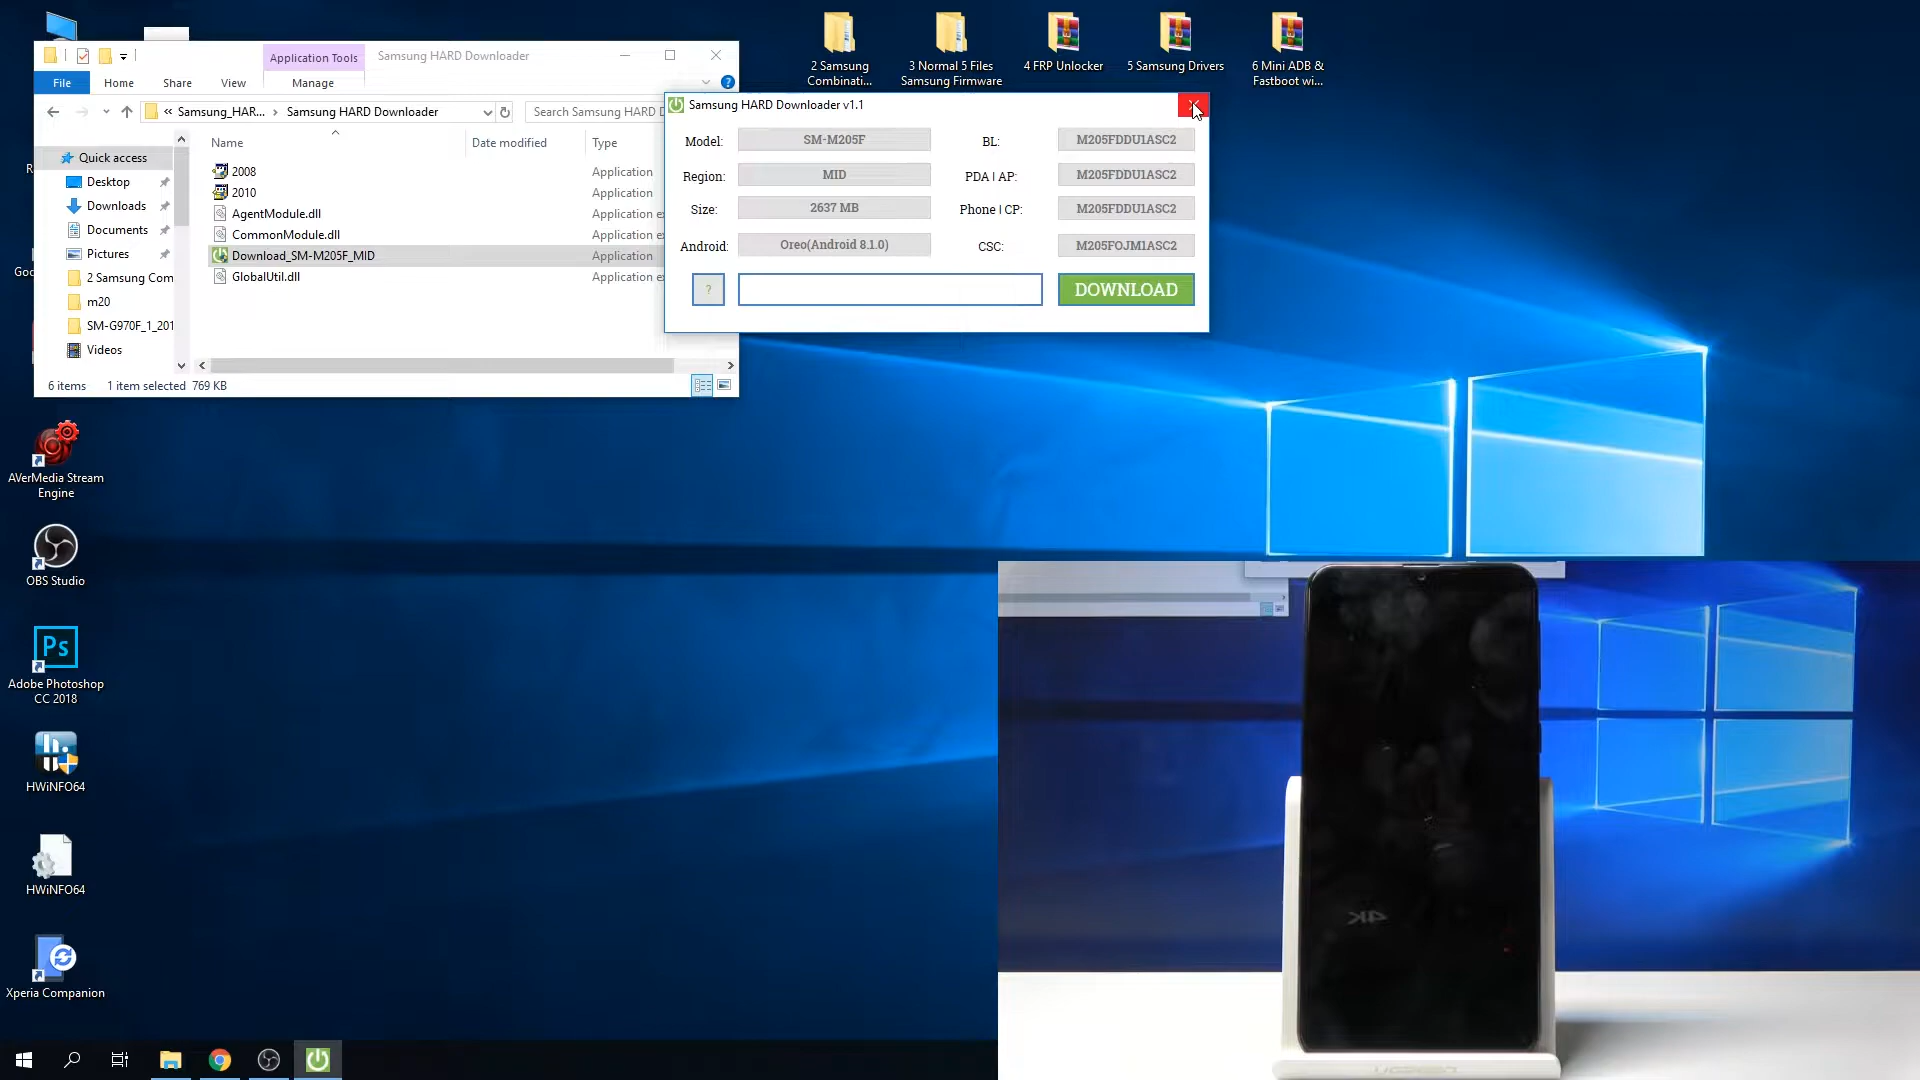 Application Tools
Samsung HARD Downloader
File
Home
Share
View
Manage
« Samsung_HAR... › Samsung HARD Downloader
Search Samsung HARD
Name
Date modified
Type
Quick access
Desktop
Downloads
Documents
Pictures
2 Samsung Com
m20
SM-G970F_1_201
Videos
2008
Application
2010
Application
AgentModule.dll
Application ex
CommonModule.dll
Application ex
Download_SM-M205F_MID
Application
GlobalUtil.dll
Application ex
6 items
1 item selected 769 KB
2 Samsung
Combinati...
3 Normal 5 Files
Samsung Firmware
4 FRP Unlocker
5 Samsung Drivers
6 Mini ADB &
Fastboot wi...
Samsung HARD Downloader v1.1
Model:
SM-M205F
BL:
M205FDDU1ASC2
Region:
MID
PDA | AP:
M205FDDU1ASC2
Size:
2637 MB
Phone | CP:
M205FDDU1ASC2
Android:
Oreo(Android 8.1.0)
CSC:
M205FOJM1ASC2
?
DOWNLOAD
R
Goo
AVerMedia Stream
Engine
OBS Studio
Ps
Adobe Photoshop
CC 2018
HWiNFO64
HWiNFO64
Xperia Companion
4K